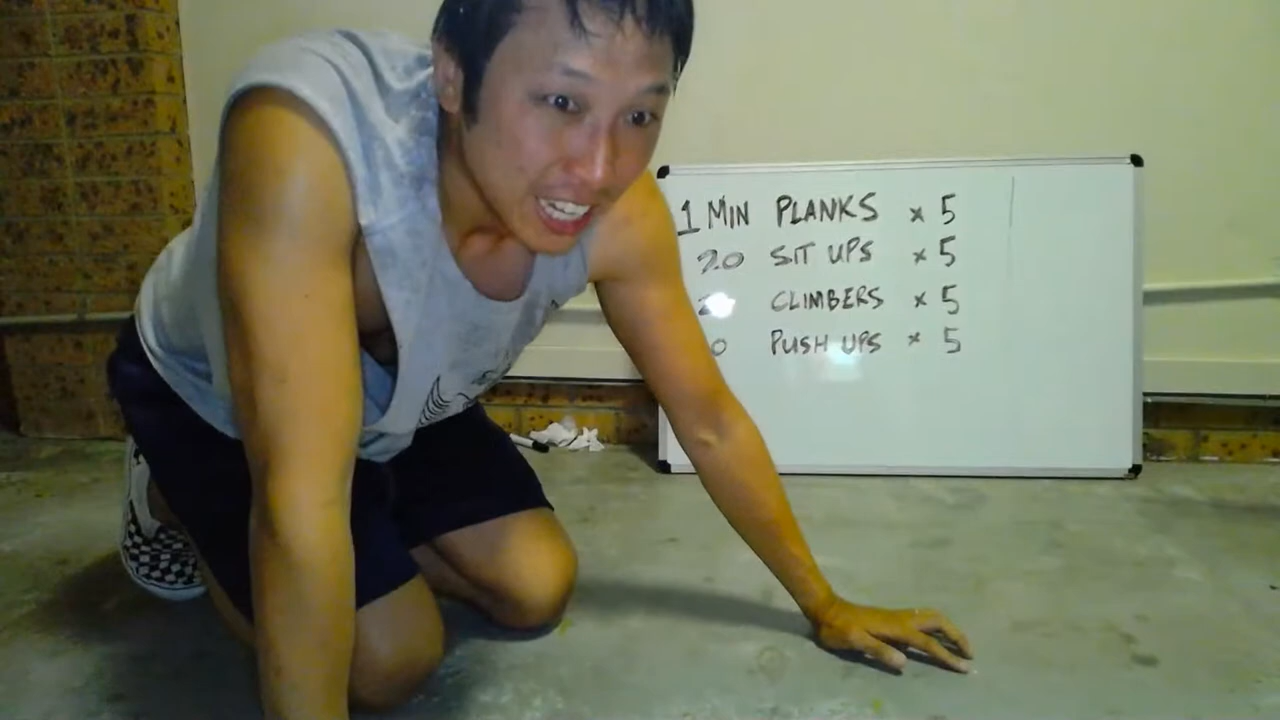 1 MIN PLANKS × 5
20 SIT UPS × 5
CLIMBERS × 5
PUSH UPS × 5